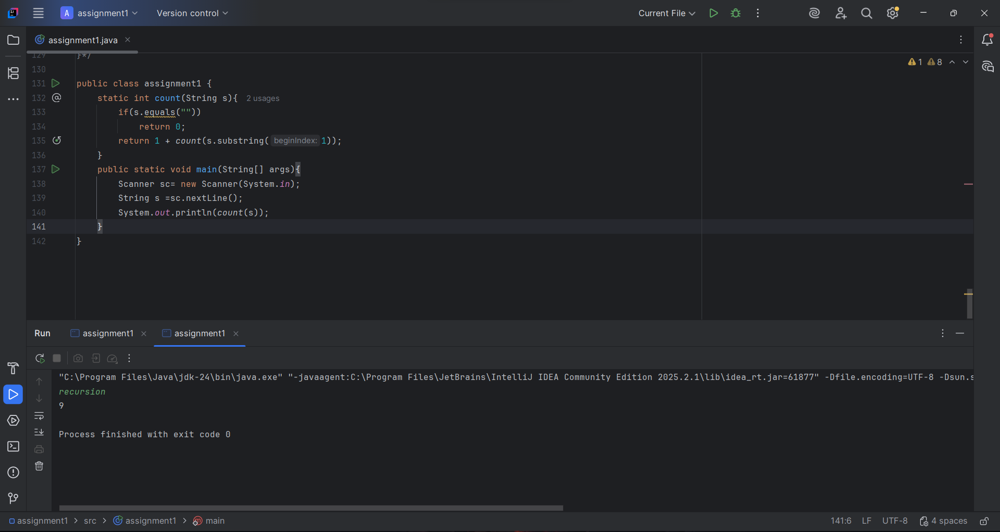 A assignment1 Version control Current File
assignment1.java
129 }*/
1 8
130
131 public class assignment1 {
132 static int count(String s){ 2 usages
133 if(s.equals(""))
134 return 0;
135 return 1 + count(s.substring( beginIndex: 1));
136 }
137 public static void main(String[] args){
138 Scanner sc= new Scanner(System.in);
139 String s =sc.nextLine();
140 System.out.println(count(s));
141 }
142 }
Run assignment1 assignment1
"C:\Program Files\Java\jdk-24\bin\java.exe" "-javaagent:C:\Program Files\JetBrains\IntelliJ IDEA Community Edition 2025.2.1\lib\idea_rt.jar=61877" -Dfile.encoding=UTF-8 -Dsun.s
recursion
9
Process finished with exit code 0
assignment1 > src > assignment1 > main 141:6 LF UTF-8 4 spaces